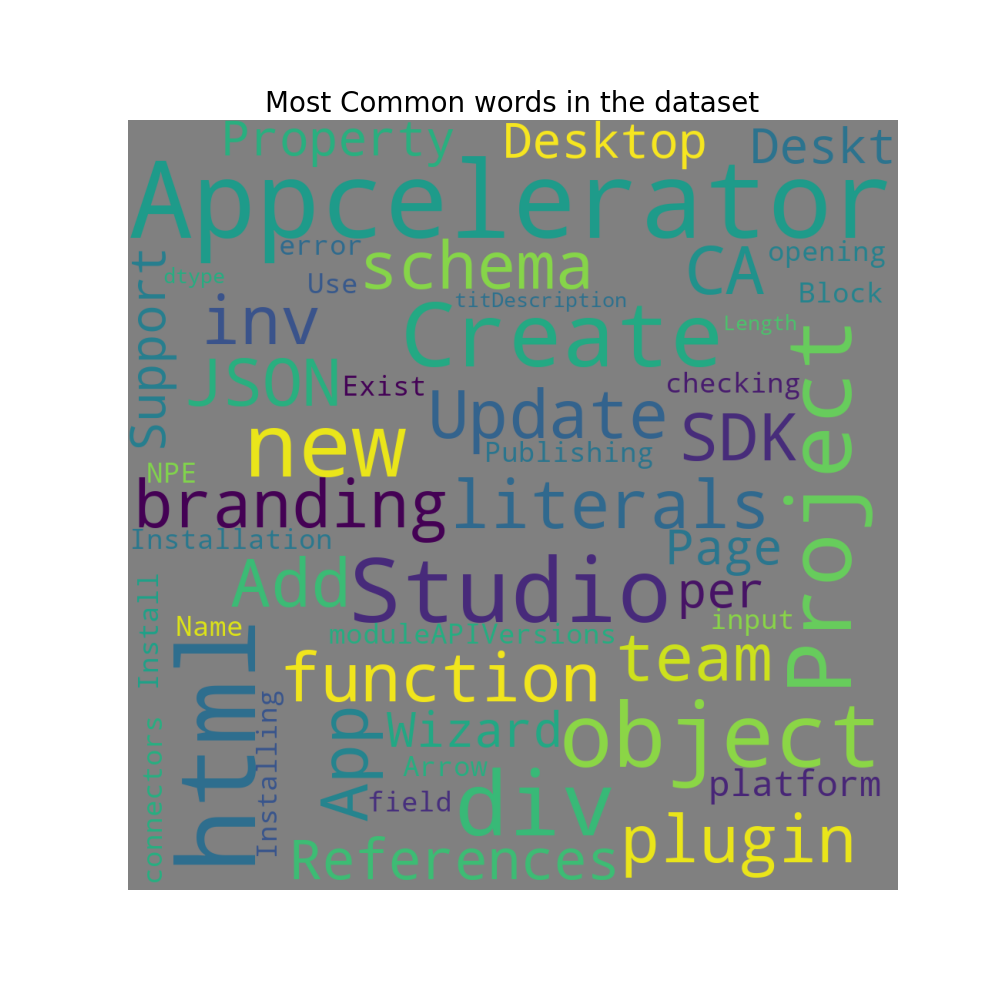 Most Common words in the dataset
Property
Desktop
Deskt
Appcelerator
error
schema
CA
opening
Support
dtype
Use
titDescription
Block
inv
Create
Length
Project
JSON
Exist
checking
Update
SDK
new
Publishing
NPE
branding
literals
Installation
Page
Add
Studio
per
Install
Name
moduleAPIVersions
input
html
function
team
Installing
App
Wizard
object
connectors
Arrow
field
div
platform
References
plugin